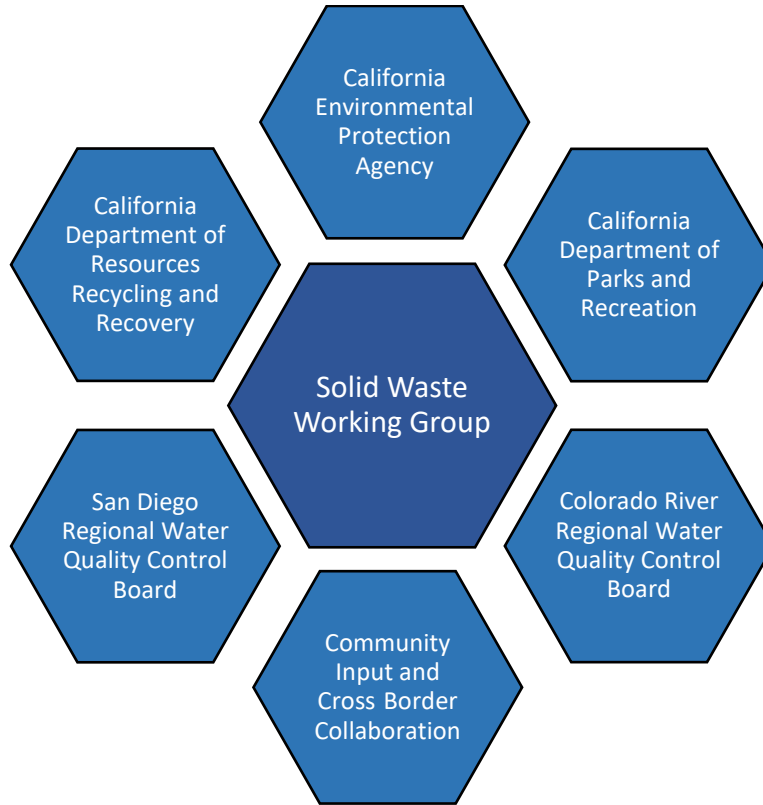 California
Environmental
Protection
Agency
California
Department of
Resources
Recycling and
Recovery
California
Department of
Parks and
Recreation
Solid Waste
Working Group
San Diego
Regional Water
Quality Control
Board
Colorado River
Regional Water
Quality Control
Board
Community
Input and
Cross Border
Collaboration